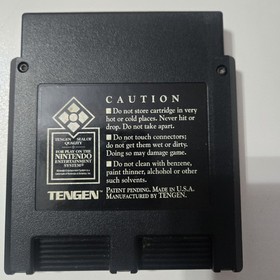 CAUTION
Do not store cartridge in very
hot or cold places. Never hit or
drop. Do not take apart.
Do not touch connectors;
do not get them wet or dirty.
Doing so may damage game.
Do not clean with benzene,
paint thinner, alchohol or other
such solvents.
PATENT PENDING. MADE IN U.S.A.
MANUFACTURED BY TENGEN.
TENGEN SEAL OF
QUALITY
FOR PLAY ON THE
NINTENDO
ENTERTAINMENT
SYSTEM®
TENGEN